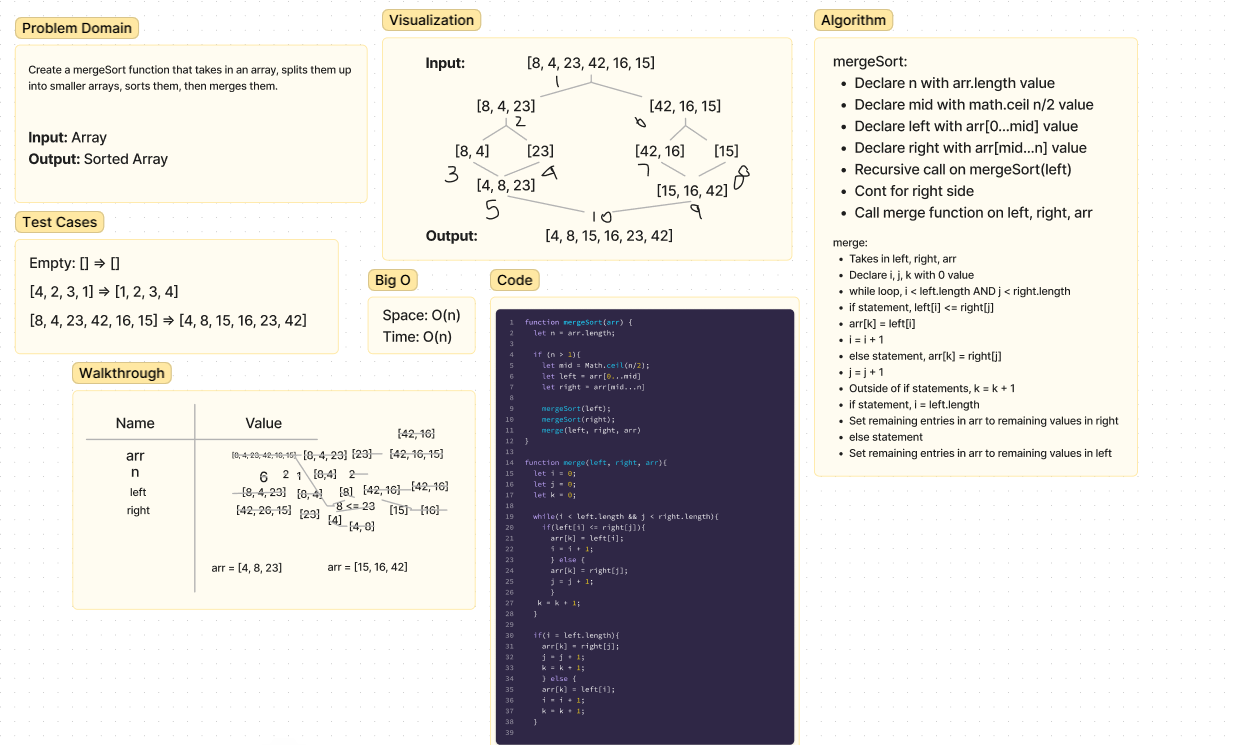 Problem Domain
Create a mergeSort function that takes in an array, splits them up
into smaller arrays, sorts them, then merges them.
Input: Array
Output: Sorted Array
Test Cases
Empty: [] => []
[4, 2, 3, 1] => [1, 2, 3, 4]
[8, 4, 23, 42, 16, 15] => [4, 8, 15, 16, 23, 42]
Visualization
Input: [8, 4, 23, 42, 16, 15]
1
[8, 4, 23] [42, 16, 15]
2 6
[8, 4] [23] [42, 16] [15]
3 4 7 8
[4, 8, 23] [15, 16, 42]
5 10 9
Output: [4, 8, 15, 16, 23, 42]
Big O
Space: O(n)
Time: O(n)
Walkthrough
Name Value
[42, 16]
arr [8, 4, 23, 42, 16, 15] [8, 4, 23] [23] [42, 16, 15]
n 6 2 1 [8,4] 2
left [8, 4, 23] [8, 4] [8] [42, 16] [42, 16]
8 <= 23
right [42, 26, 15] [23] [4] [15] [16]
[4, 8]
arr = [4, 8, 23] arr = [15, 16, 42]
Code
1 function mergeSort(arr) {
2 let n = arr.length;
3
4 if (n > 1){
5 let mid = Math.ceil(n/2);
6 let left = arr[0...mid]
7 let right = arr[mid...n]
8
9 mergeSort(left);
10 mergeSort(right);
11 merge(left, right, arr)
12 }
13
14 function merge(left, right, arr){
15 let i = 0;
16 let j = 0;
17 let k = 0;
18
19 while(i < left.length && j < right.length){
20 if(left[i] <= right[j]){
21 arr[k] = left[i];
22 i = i + 1;
23 } else {
24 arr[k] = right[j];
25 j = j + 1;
26 }
27 k = k + 1;
28 }
29
30 if(i = left.length){
31 arr[k] = right[j];
32 j = j + 1;
33 k = k + 1;
34 } else {
35 arr[k] = left[i];
36 i = i + 1;
37 k = k + 1;
38 }
39
Algorithm
mergeSort:
• Declare n with arr.length value
• Declare mid with math.ceil n/2 value
• Declare left with arr[0...mid] value
• Declare right with arr[mid...n] value
• Recursive call on mergeSort(left)
• Cont for right side
• Call merge function on left, right, arr
merge:
• Takes in left, right, arr
• Declare i, j, k with 0 value
• while loop, i < left.length AND j < right.length
• if statement, left[i] <= right[j]
• arr[k] = left[i]
• i = i + 1
• else statement, arr[k] = right[j]
• j = j + 1
• Outside of if statements, k = k + 1
• if statement, i = left.length
• Set remaining entries in arr to remaining values in right
• else statement
• Set remaining entries in arr to remaining values in left